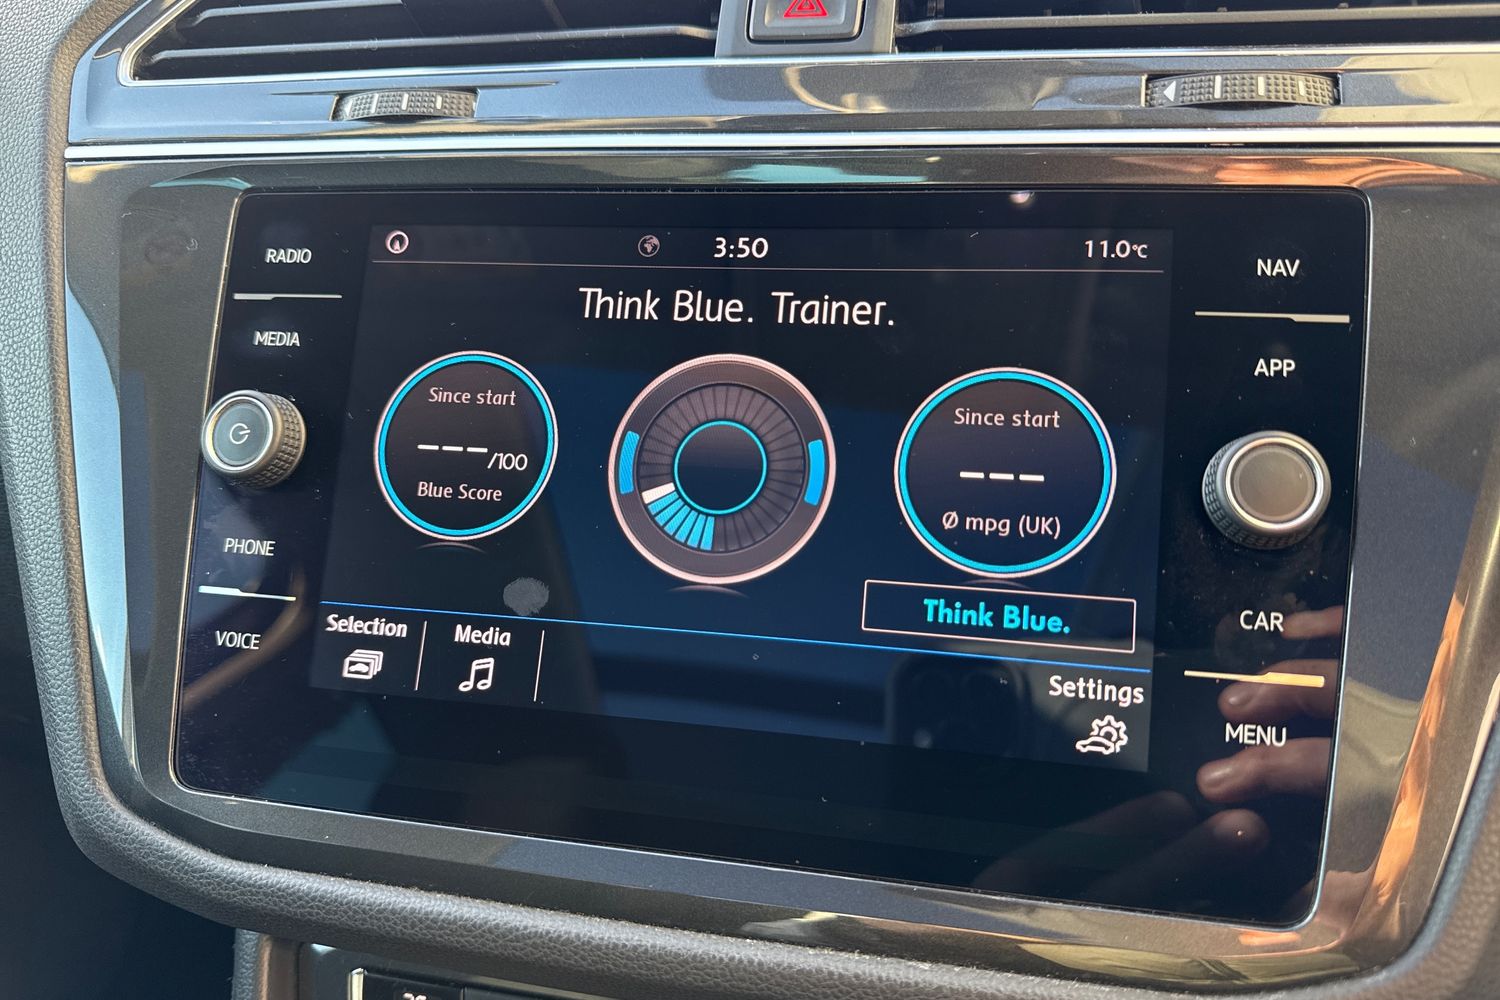 RADIO
MEDIA
PHONE
VOICE
3:50
11.0°C
Think Blue. Trainer.
Since start
---/100
Blue Score
Since start
---
Ø mpg (UK)
Think Blue.
Selection
Media
Settings
NAV
APP
CAR
MENU